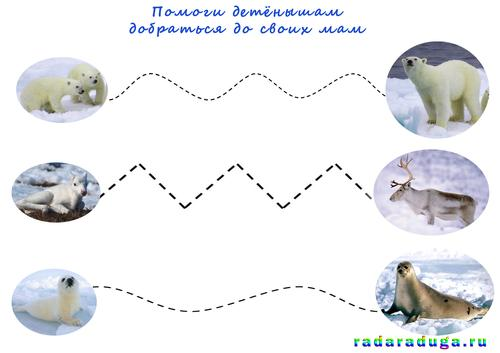 Помоги детёнышам
добраться до своих мам
radaraduga.ru